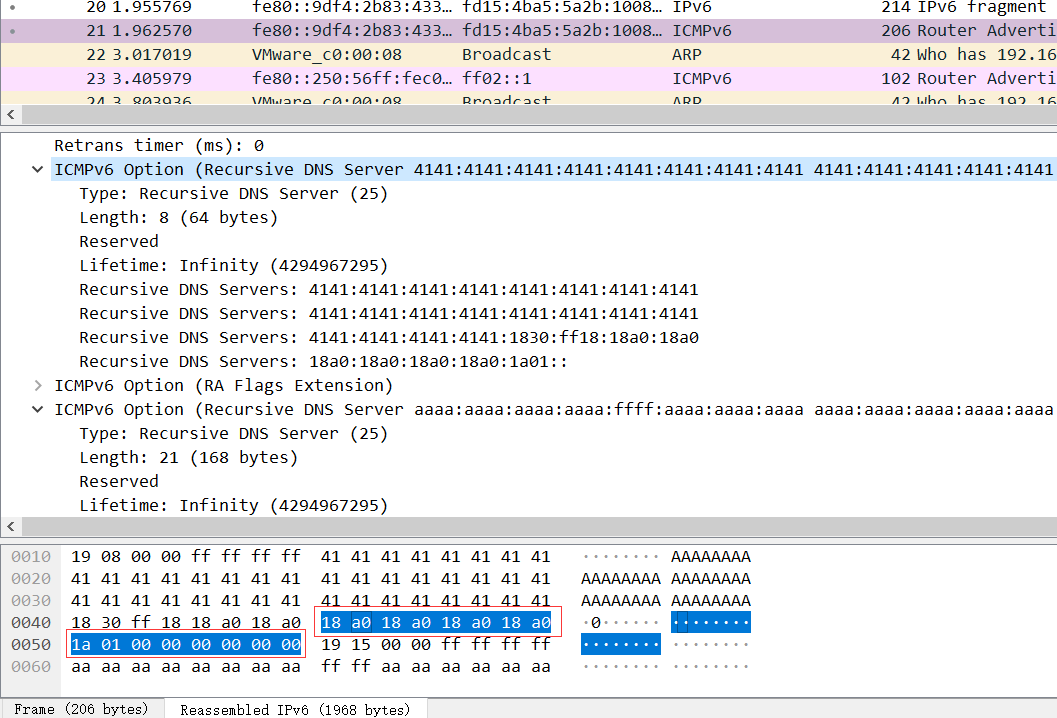 20 1.955769 fe80::9df4:2b83:433… fd15:4ba5:5a2b:1008… IPv6 214 IPv6 fragment
21 1.962570 fe80::9df4:2b83:433… fd15:4ba5:5a2b:1008… ICMPv6 206 Router Adverti
22 3.017019 VMware_c0:00:08 Broadcast ARP 42 Who has 192.16
23 3.405979 fe80::250:56ff:fec0… ff02::1 ICMPv6 102 Router Adverti
24 3.803936 VMware_c0:00:08 Broadcast ARP 42 Who has 192.16
Retrans timer (ms): 0
ICMPv6 Option (Recursive DNS Server 4141:4141:4141:4141:4141:4141:4141:4141 4141:4141:4141:4141:4141
Type: Recursive DNS Server (25)
Length: 8 (64 bytes)
Reserved
Lifetime: Infinity (4294967295)
Recursive DNS Servers: 4141:4141:4141:4141:4141:4141:4141:4141
Recursive DNS Servers: 4141:4141:4141:4141:4141:4141:4141:4141
Recursive DNS Servers: 4141:4141:4141:4141:1830:ff18:18a0:18a0
Recursive DNS Servers: 18a0:18a0:18a0:18a0:1a01::
ICMPv6 Option (RA Flags Extension)
ICMPv6 Option (Recursive DNS Server aaaa:aaaa:aaaa:aaaa:ffff:aaaa:aaaa:aaaa aaaa:aaaa:aaaa:aaaa:aaaa
Type: Recursive DNS Server (25)
Length: 21 (168 bytes)
Reserved
Lifetime: Infinity (4294967295)
0010 19 08 00 00 ff ff ff ff 41 41 41 41 41 41 41 41 ········ AAAAAAAA
0020 41 41 41 41 41 41 41 41 41 41 41 41 41 41 41 41 AAAAAAAA AAAAAAAA
0030 41 41 41 41 41 41 41 41 41 41 41 41 41 41 41 41 AAAAAAAA AAAAAAAA
0040 18 30 ff 18 18 a0 18 a0 18 a0 18 a0 18 a0 18 a0 ·0······ ········
0050 1a 01 00 00 00 00 00 00 19 15 00 00 ff ff ff ff ········ ········
0060 aa aa aa aa aa aa aa aa ff ff aa aa aa aa aa aa ········ ········
Frame (206 bytes) Reassembled IPv6 (1968 bytes)